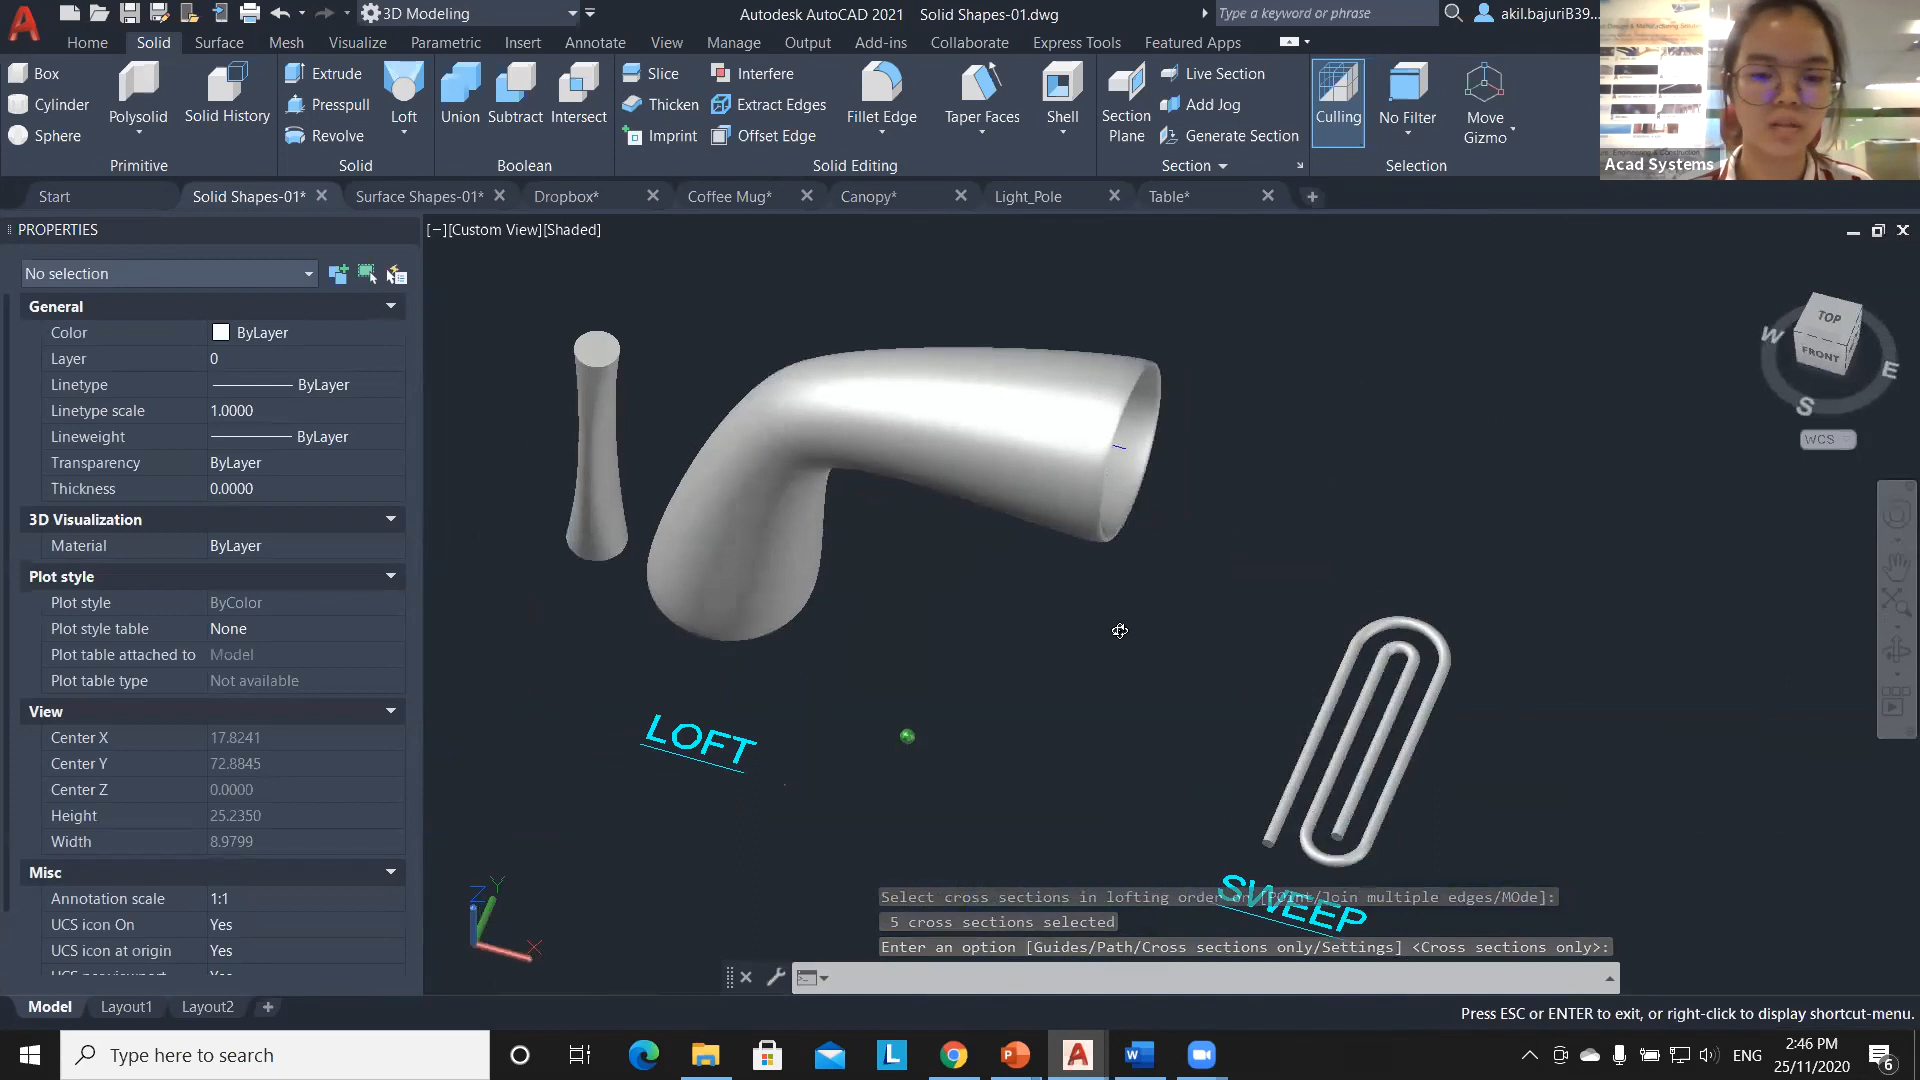 3D Modeling
Autodesk AutoCAD 2021 Solid Shapes-01.dwg
Type a keyword or phrase
akil.bajuriB39...
Home Solid Surface Mesh Visualize Parametric Insert Annotate View Manage Output Add-ins Collaborate Express Tools Featured Apps
Box
Cylinder
Sphere
Polysolid
Solid History
Primitive
Extrude
Presspull
Revolve
Loft
Solid
Union
Subtract
Intersect
Boolean
Slice
Thicken
Imprint
Interfere
Extract Edges
Offset Edge
Fillet Edge
Taper Faces
Shell
Solid Editing
Section
Plane
Live Section
Add Jog
Generate Section
Section
Culling
No Filter
Move
Gizmo
Selection
Acad Systems
Start Solid Shapes-01* Surface Shapes-01* Dropbox* Coffee Mug* Canopy* Light_Pole Table*
PROPERTIES
No selection
General
Color ByLayer
Layer 0
Linetype ByLayer
Linetype scale 1.0000
Lineweight ByLayer
Transparency ByLayer
Thickness 0.0000
3D Visualization
Material ByLayer
Plot style
Plot style ByColor
Plot style table None
Plot table attached to Model
Plot table type Not available
View
Center X 17.8241
Center Y 72.8845
Center Z 0.0000
Height 25.2350
Width 8.9799
Misc
Annotation scale 1:1
UCS icon On Yes
UCS icon at origin Yes
[−][Custom View][Shaded]
TOP
FRONT
W
E
S
WCS
LOFT
SWEEP
Z
Y
X
Select cross sections in lofting order or [POint/Join multiple edges/MOde]:
5 cross sections selected
Enter an option [Guides/Path/Cross sections only/Settings] <Cross sections only>:
Model Layout1 Layout2
Press ESC or ENTER to exit, or right-click to display shortcut-menu.
Type here to search
ENG
2:46 PM
25/11/2020
6